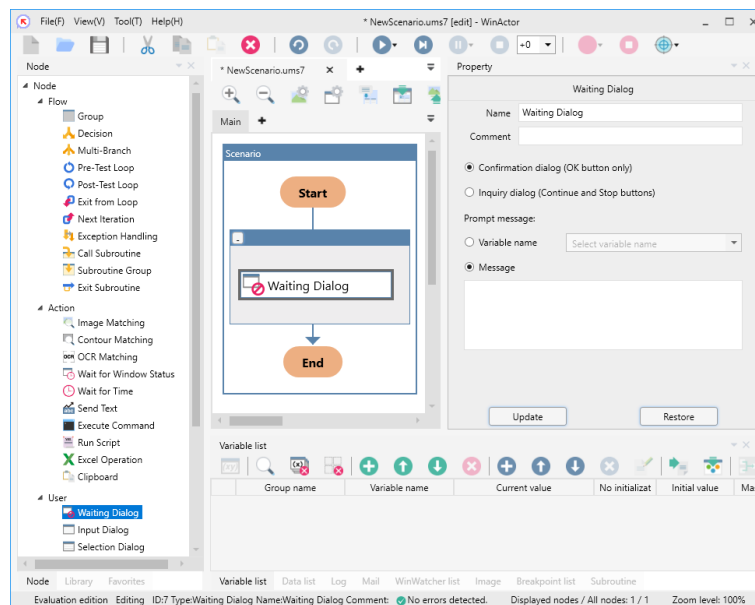 File(F) View(V) Tool(T) Help(H) * NewScenario.ums7 [edit] - WinActor
+0
Node
Node
Flow
Group
Decision
Multi-Branch
Pre-Test Loop
Post-Test Loop
Exit from Loop
Next Iteration
Exception Handling
Call Subroutine
Subroutine Group
Exit Subroutine
Action
Image Matching
Contour Matching
OCR OCR Matching
Wait for Window Status
Wait for Time
Send Text
Execute Command
Run Script
Excel Operation
Clipboard
User
Waiting Dialog
Input Dialog
Selection Dialog
Node Library Favorites
* NewScenario.ums7
Main
Scenario
Start
Waiting Dialog
End
Property
Waiting Dialog
Name Waiting Dialog
Comment
Confirmation dialog (OK button only)
Inquiry dialog (Continue and Stop buttons)
Prompt message:
Variable name Select variable name
Message
Update Restore
Variable list
Group name Variable name Current value No initializat Initial value Ma
Variable list Data list Log Mail WinWatcher list Image Breakpoint list Subroutine
Evaluation edition Editing ID:7 Type:Waiting Dialog Name:Waiting Dialog Comment: No errors detected. Displayed nodes / All nodes: 1 / 1 Zoom level: 100%